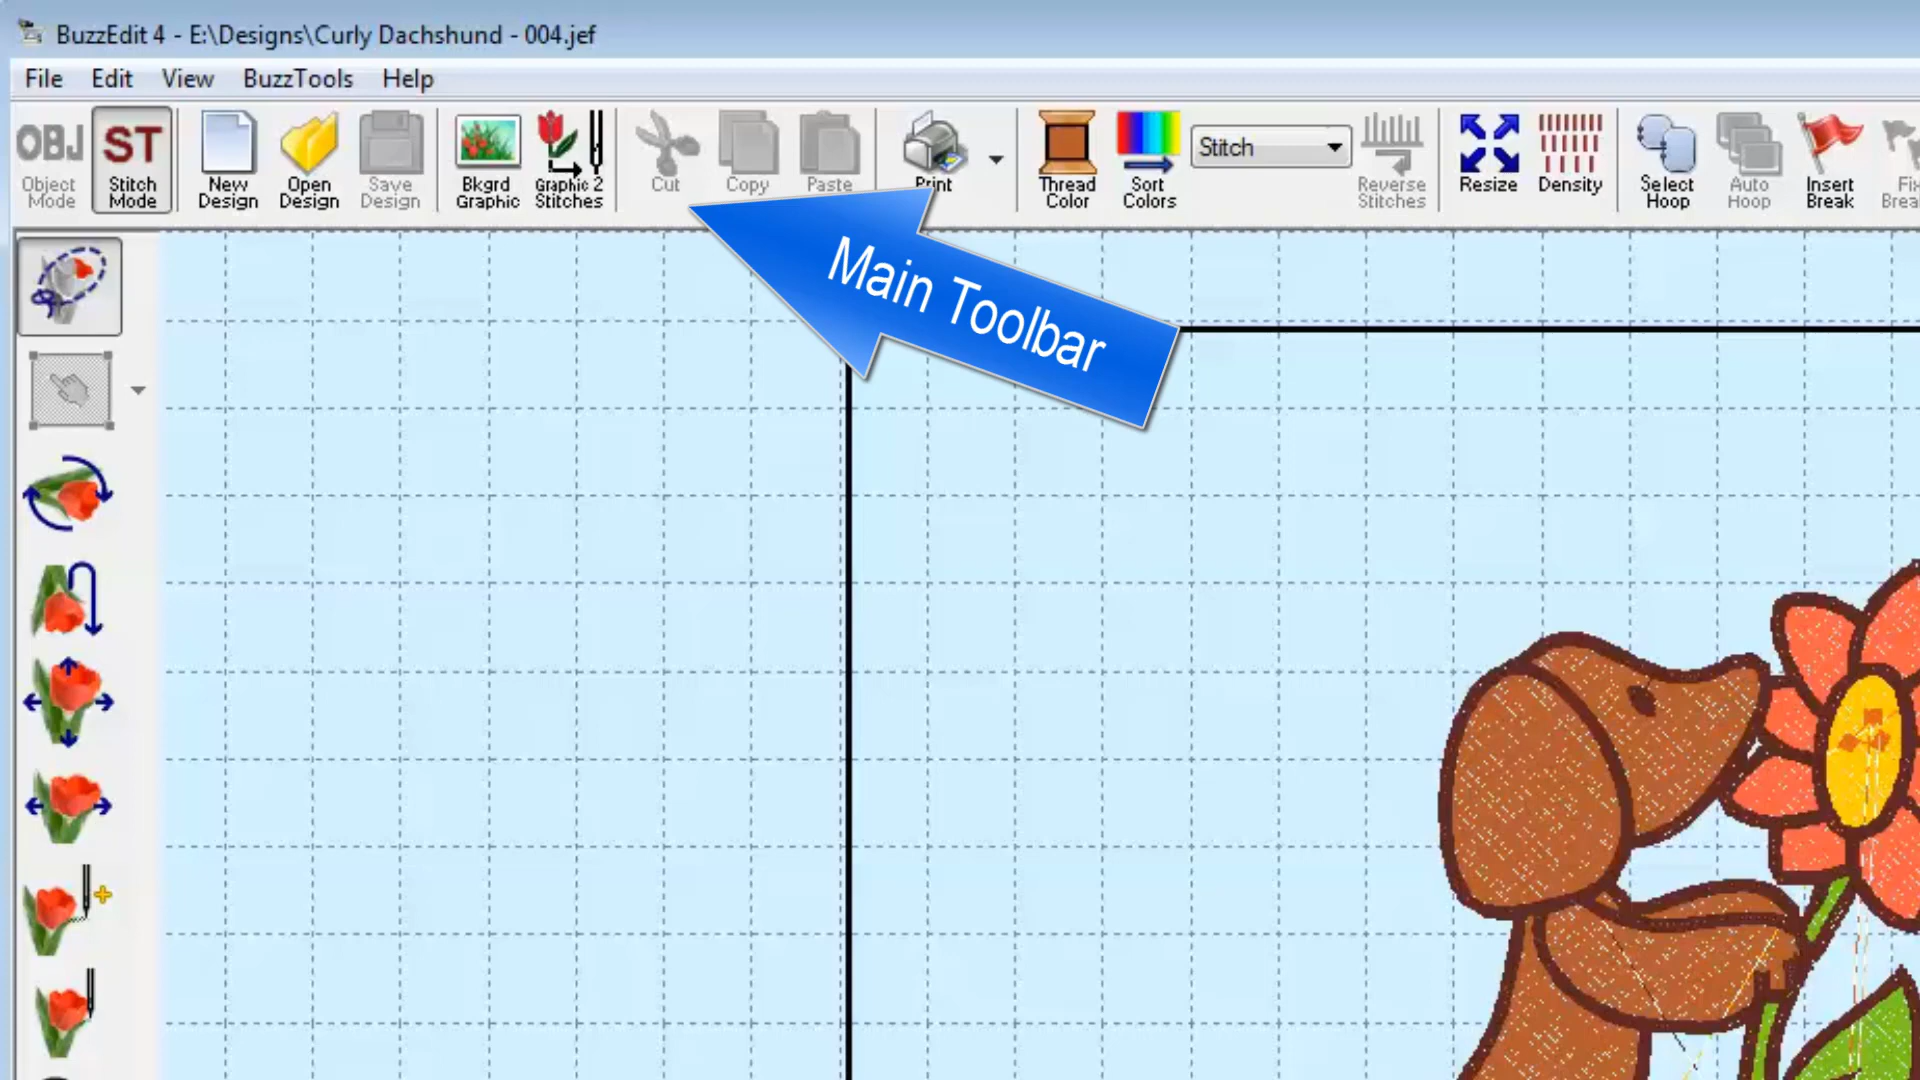 BuzzEdit 4 - E:\Designs\Curly Dachshund - 004.jef
File Edit View BuzzTools Help
OBJ ST Stitch
Object Mode
Stitch Mode
New Design
Open Design
Save Design
Bkgrd Graphic
Graphic 2 Stitches
Cut
Copy
Paste
Print
Thread Color
Sort Colors
Reverse Stitches
Resize
Density
Select Hoop
Auto Hoop
Insert Break
Main Toolbar